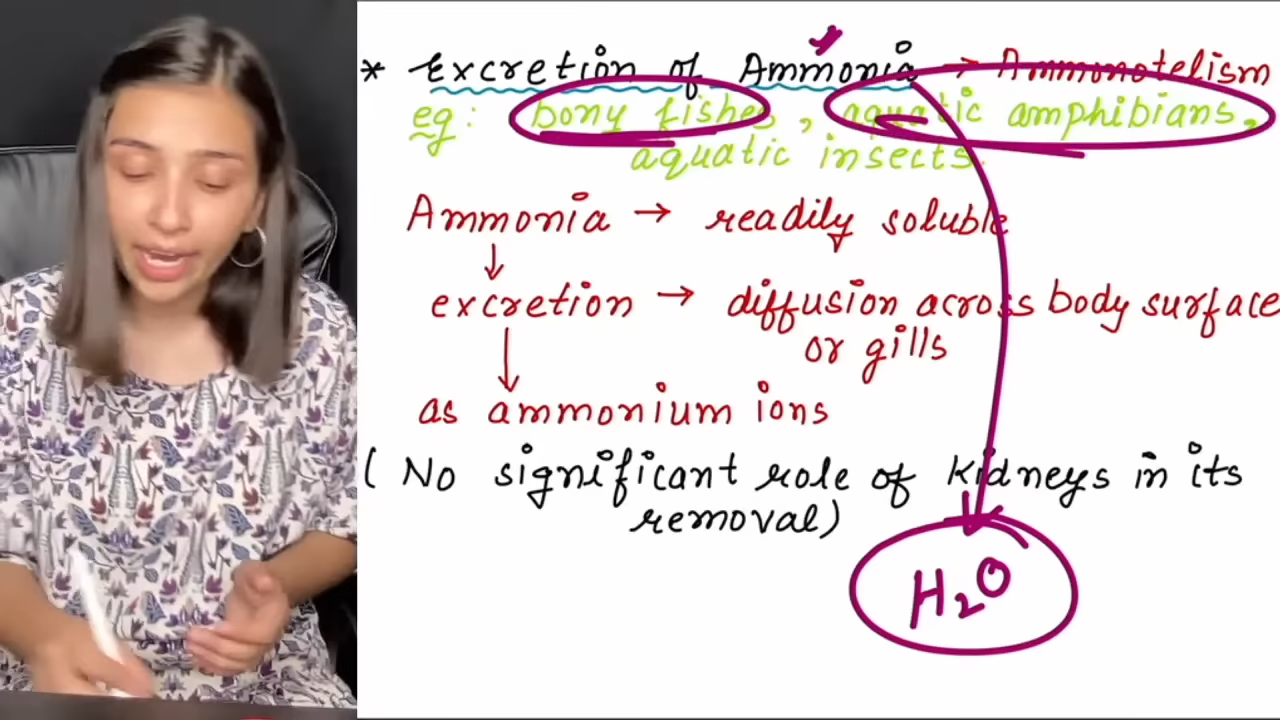 * Excretion of Ammonia → Ammonotelism
eg: bony fishes, aquatic amphibians,
aquatic insects.
Ammonia → readily soluble
↓
excretion → diffusion across body surface
or gills
↓
as ammonium ions
( No significant role of kidneys in its
removal)
H₂O